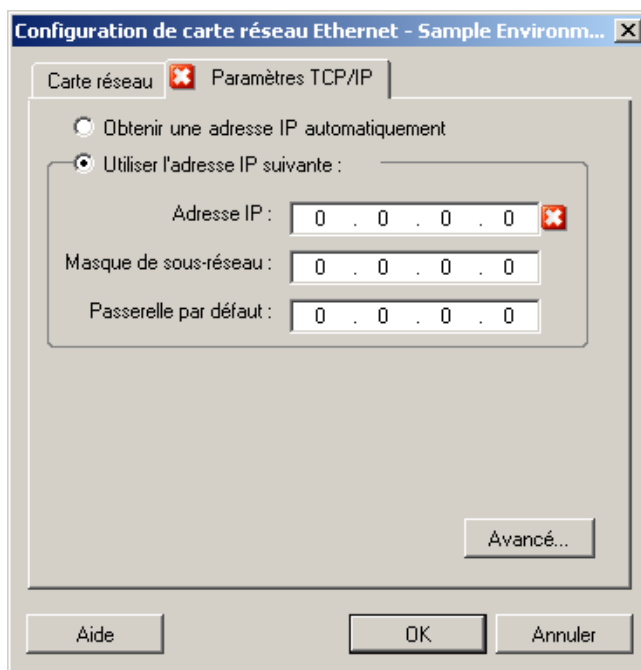 Configuration de carte réseau Ethernet - Sample Environm...
Carte réseau Paramètres TCP/IP
Obtenir une adresse IP automatiquement
Utiliser l'adresse IP suivante :
Adresse IP : 0 . 0 . 0 . 0
Masque de sous-réseau : 0 . 0 . 0 . 0
Passerelle par défaut : 0 . 0 . 0 . 0
Avancé...
Aide OK Annuler